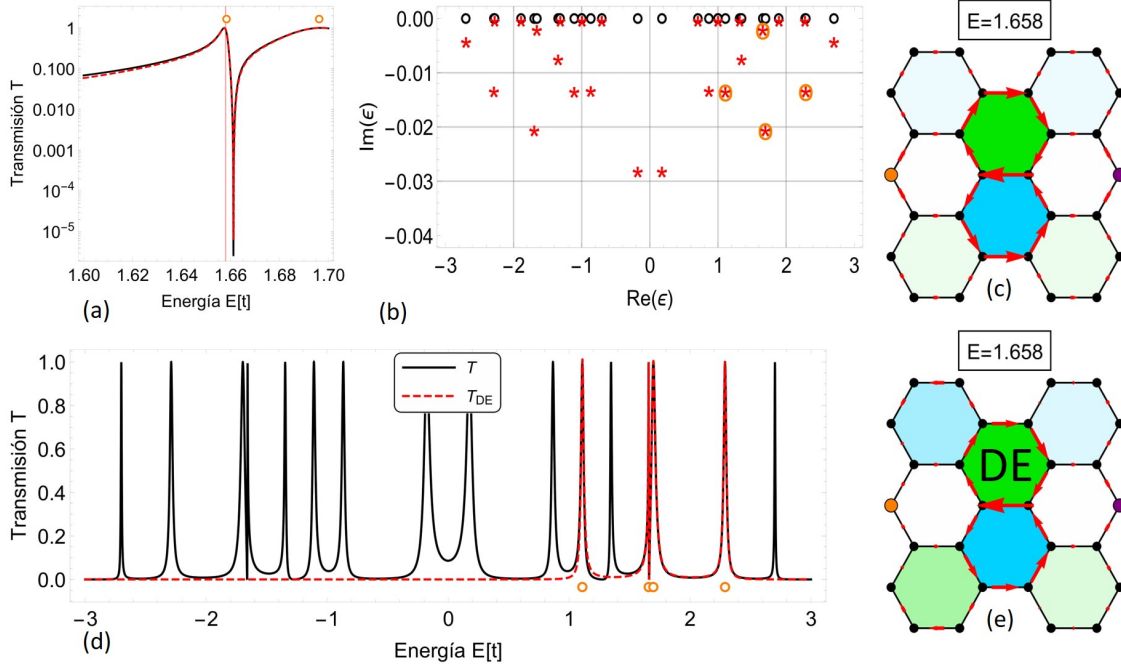 (a)
Transmisión T
1
0.100
0.010
0.001
10⁻⁴
10⁻⁵
1.60 1.62 1.64 1.66 1.68 1.70
Energía E[t]
(b)
Im(ϵ)
0.00
−0.01
−0.02
−0.03
−0.04
−3 −2 −1 0 1 2 3
Re(ϵ)
E=1.658
(c)
(d)
Transmisión T
1.0
0.8
0.6
0.4
0.2
0.0
T
T_DE
−3 −2 −1 0 1 2 3
Energía E[t]
E=1.658
DE
(e)